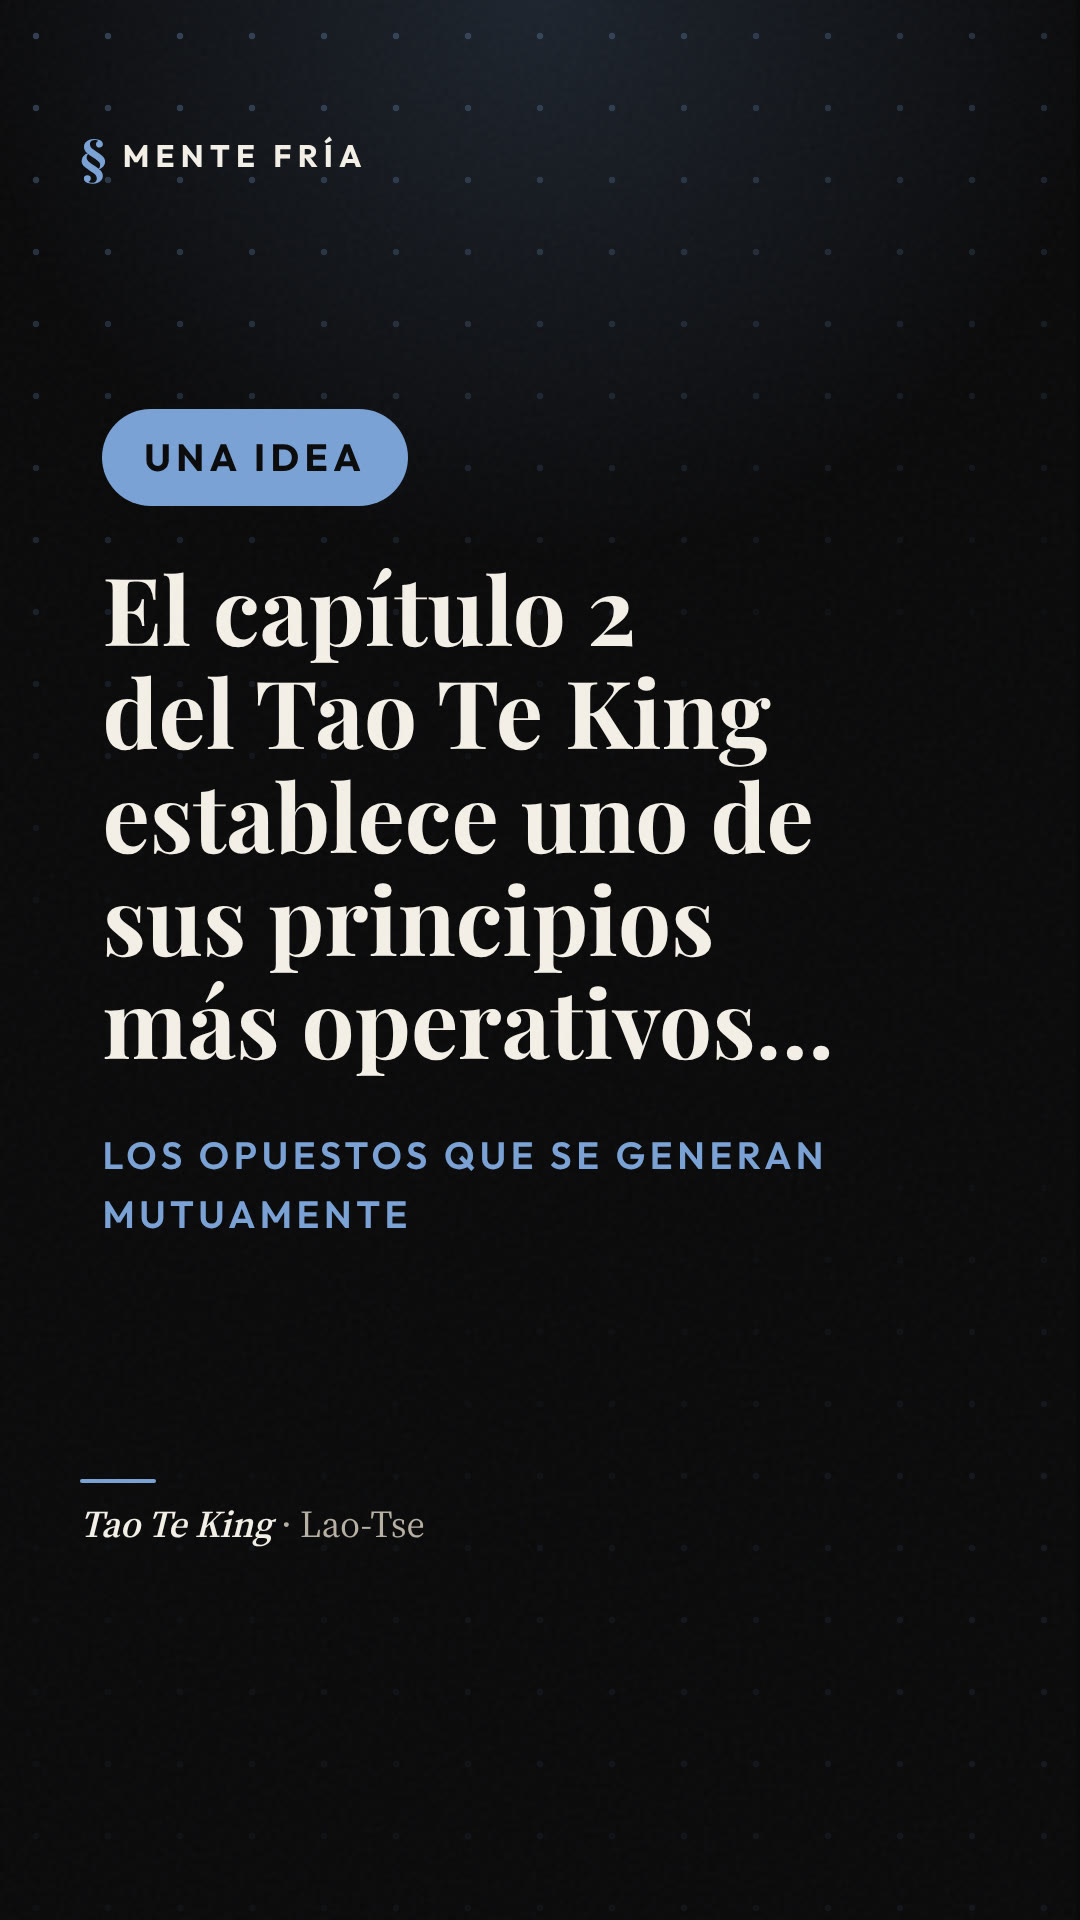 § MENTE FRÍA
UNA IDEA
El capítulo 2
del Tao Te King
establece uno de
sus principios
más operativos...
LOS OPUESTOS QUE SE GENERAN
MUTUAMENTE
Tao Te King · Lao-Tse